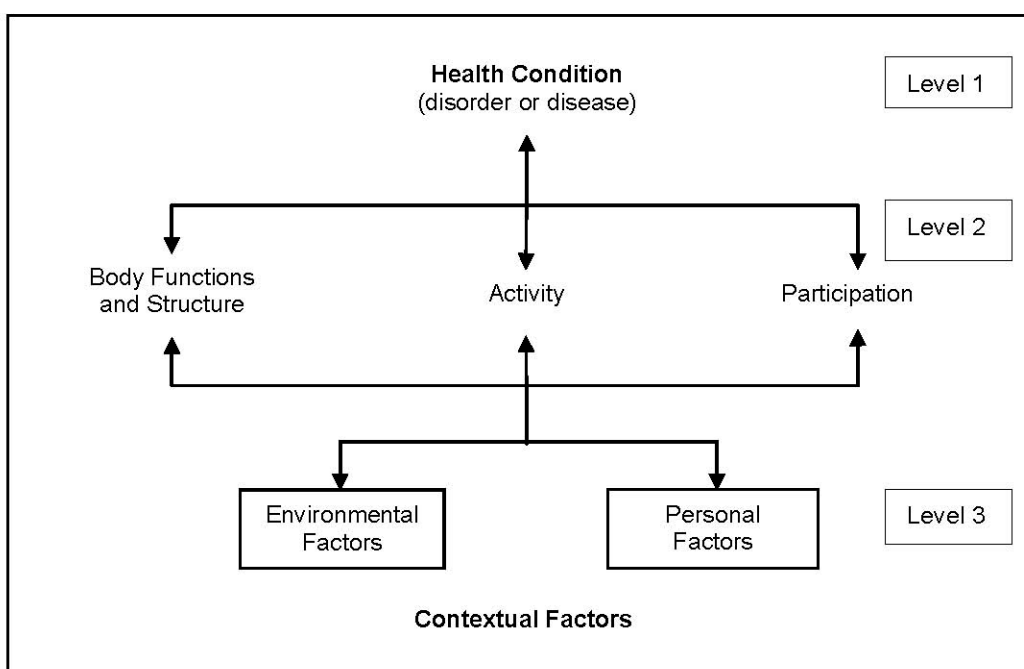 Health Condition
(disorder or disease)
Level 1
Level 2
Body Functions
and Structure
Activity
Participation
Environmental
Factors
Personal
Factors
Level 3
Contextual Factors